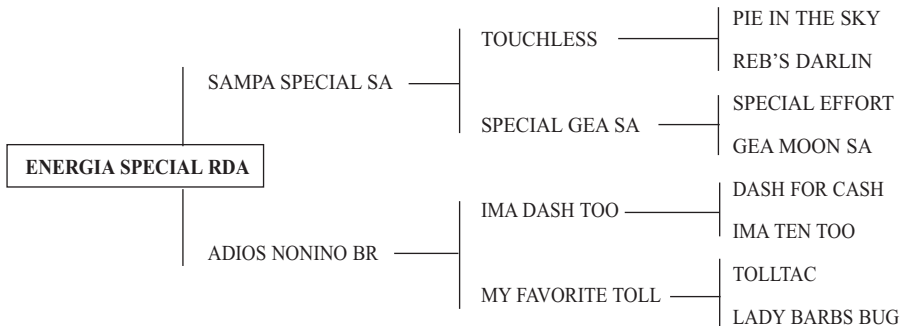 PIE IN THE SKY
TOUCHLESS
REB'S DARLIN
SAMPA SPECIAL SA
SPECIAL EFFORT
SPECIAL GEA SA
GEA MOON SA
ENERGIA SPECIAL RDA
DASH FOR CASH
IMA DASH TOO
IMA TEN TOO
ADIOS NONINO BR
TOLLTAC
MY FAVORITE TOLL
LADY BARBS BUG